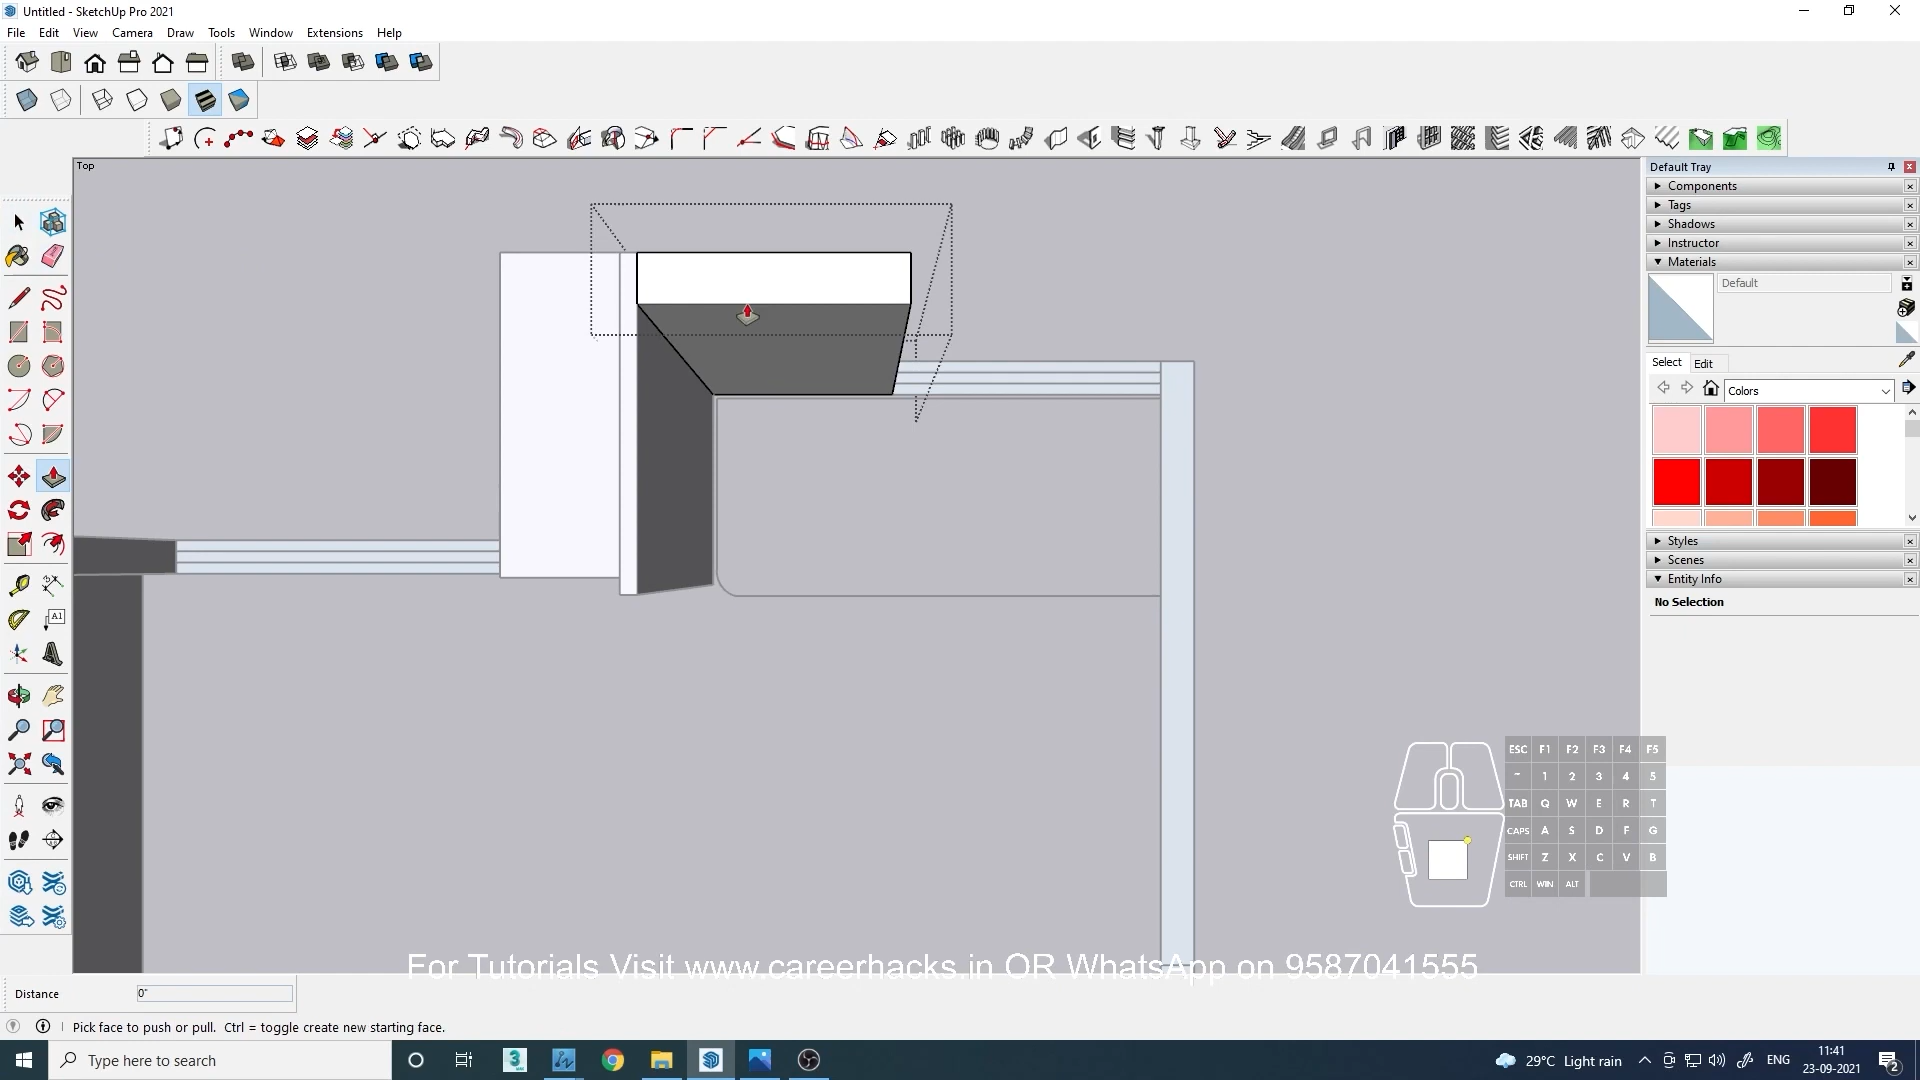 Untitled - SketchUp Pro 2021
File Edit View Camera Draw Tools Window Extensions Help
Top
Default Tray
Components
Tags
Shadows
Instructor
Materials
Default
Select Edit
Colors
Styles
Scenes
Entity Info
No Selection
A1
ESC F1 F2 F3 F4 F5
~ 1 2 3 4 5
TAB Q W E R T
CAPS A S D F G
SHIFT Z X C V B
CTRL WIN ALT
For Tutorials Visit www.careerhacks.in OR WhatsApp on 9587041555
Distance 0"
Pick face to push or pull. Ctrl = toggle create new starting face.
Type here to search
3
29°C Light rain
ENG
11:41
23-09-2021
2